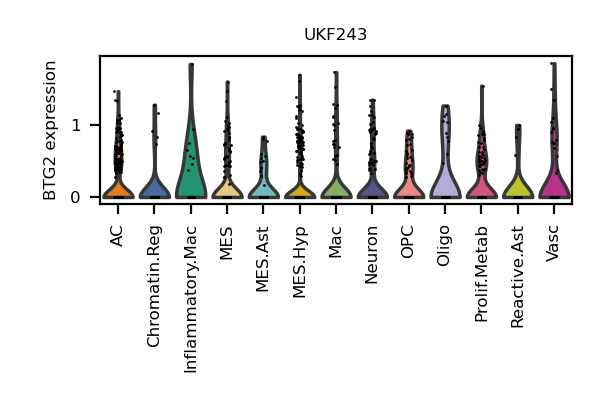 UKF243
BTG2 expression
1
0
AC
Chromatin.Reg
Inflammatory.Mac
MES
MES.Ast
MES.Hyp
Mac
Neuron
OPC
Oligo
Prolif.Metab
Reactive.Ast
Vasc